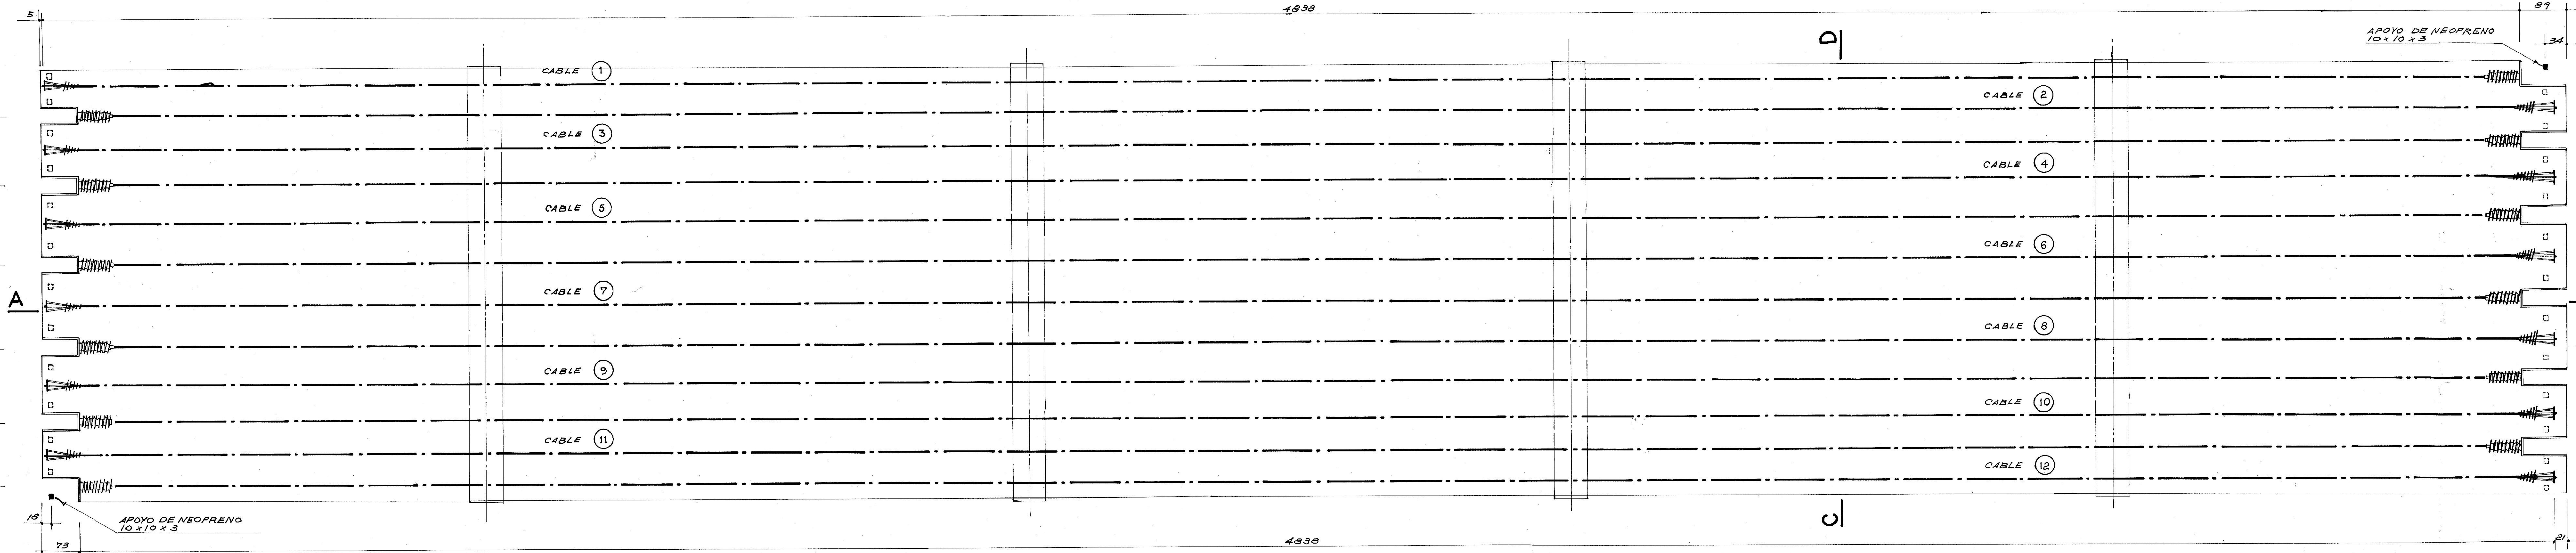 5
4838
89
APOYO DE NEOPRENO
10 x 10 x 3
34
D
CABLE 1
CABLE 2
CABLE 3
CABLE 4
CABLE 5
CABLE 6
CABLE 7
A
CABLE 8
CABLE 9
CABLE 10
CABLE 11
CABLE 12
APOYO DE NEOPRENO
10 x 10 x 3
C
73
4838